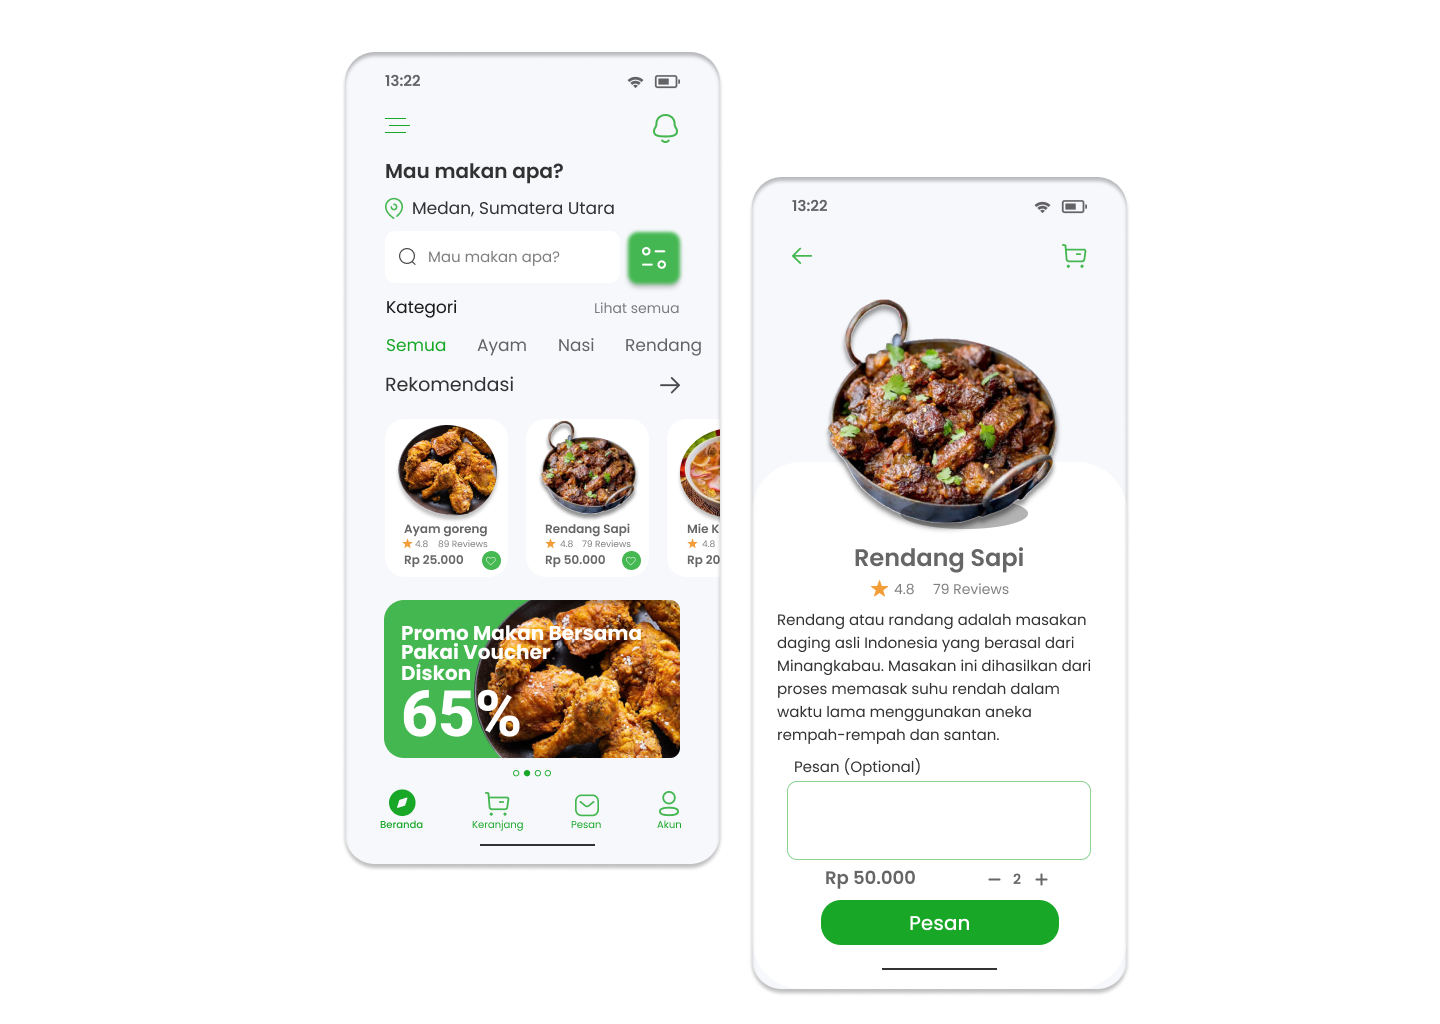 13:22
Mau makan apa?
Medan, Sumatera Utara
Mau makan apa?
Kategori Lihat semua
Semua Ayam Nasi Rendang
Rekomendasi
Ayam goreng
4.8 89 Reviews
Rp 25.000
Rendang Sapi
4.8 79 Reviews
Rp 50.000
Mie K
4.8
Rp 20
Promo Makan Bersama
Pakai Voucher
Diskon
65%
Beranda Keranjang Pesan Akun
13:22
Rendang Sapi
4.8 79 Reviews
Rendang atau randang adalah masakan
daging asli Indonesia yang berasal dari
Minangkabau. Masakan ini dihasilkan dari
proses memasak suhu rendah dalam
waktu lama menggunakan aneka
rempah-rempah dan santan.
Pesan (Optional)
Rp 50.000 − 2 +
Pesan